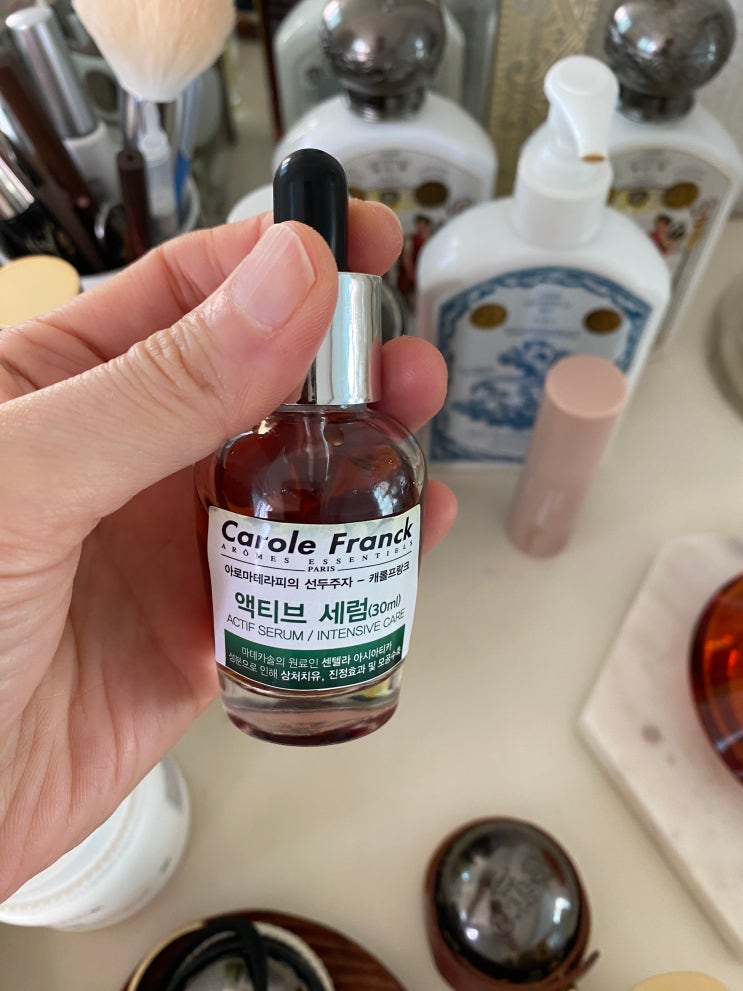 Carole Franck
ARÔMES ESSENTIELS
PARIS
아로마테라피의 선두주자 - 캐롤프랑크
액티브 세럼(30ml)
ACTIF SERUM / INTENSIVE CARE
마데카솔의 원료인 센텔라 아시아티카
성분으로 인해 상처치유, 진정효과 및 모공수축